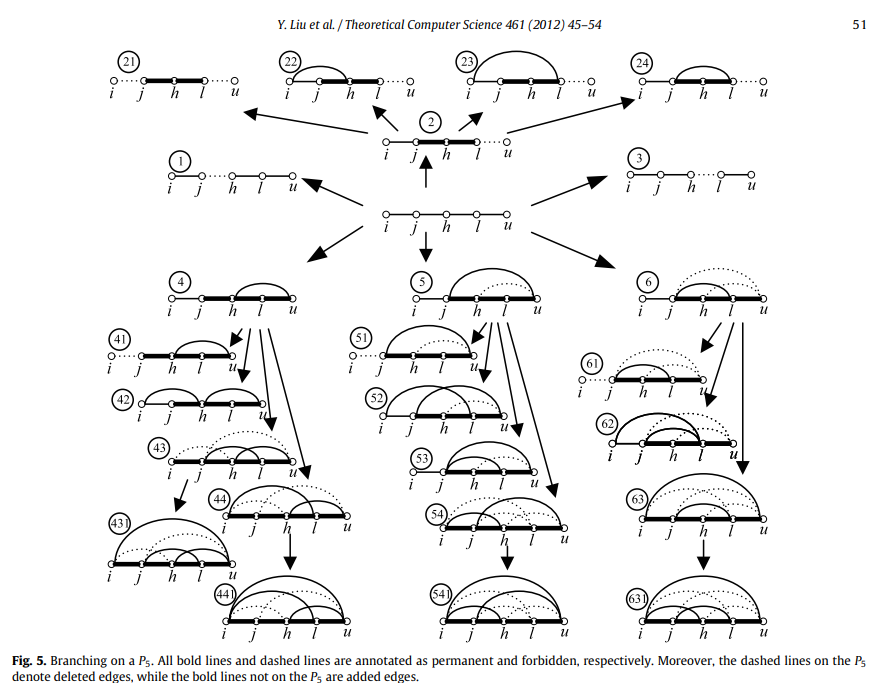 Y. Liu et al. / Theoretical Computer Science 461 (2012) 45–54
51
21
i j h l u
22
i j h l u
23
i j h l u
24
i j h l u
2
i j h l u
1
i j h l u
3
i j h l u
i j h l u
4
i j h l u
5
i j h l u
6
i j h l u
41
i j h l u
42
i j h l u
43
i j h l u
44
i j h l u
431
i j h l u
441
i j h l u
51
i j h l u
52
i j h l u
53
i j h l u
54
i j h l u
541
i j h l u
61
i j h l u
62
i j h l u
63
i j h l u
631
i j h l u
Fig. 5. Branching on a P5. All bold lines and dashed lines are annotated as permanent and forbidden, respectively. Moreover, the dashed lines on the P5
denote deleted edges, while the bold lines not on the P5 are added edges.